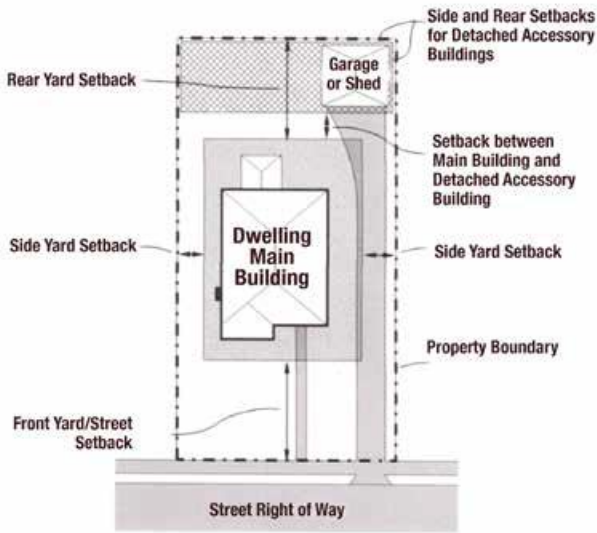 Side and Rear Setbacks
for Detached Accessory
Buildings
Rear Yard Setback
Garage
or Shed
Setback between
Main Building and
Detached Accessory
Building
Side Yard Setback
Dwelling
Main
Building
Side Yard Setback
Property Boundary
Front Yard/Street
Setback
Street Right of Way